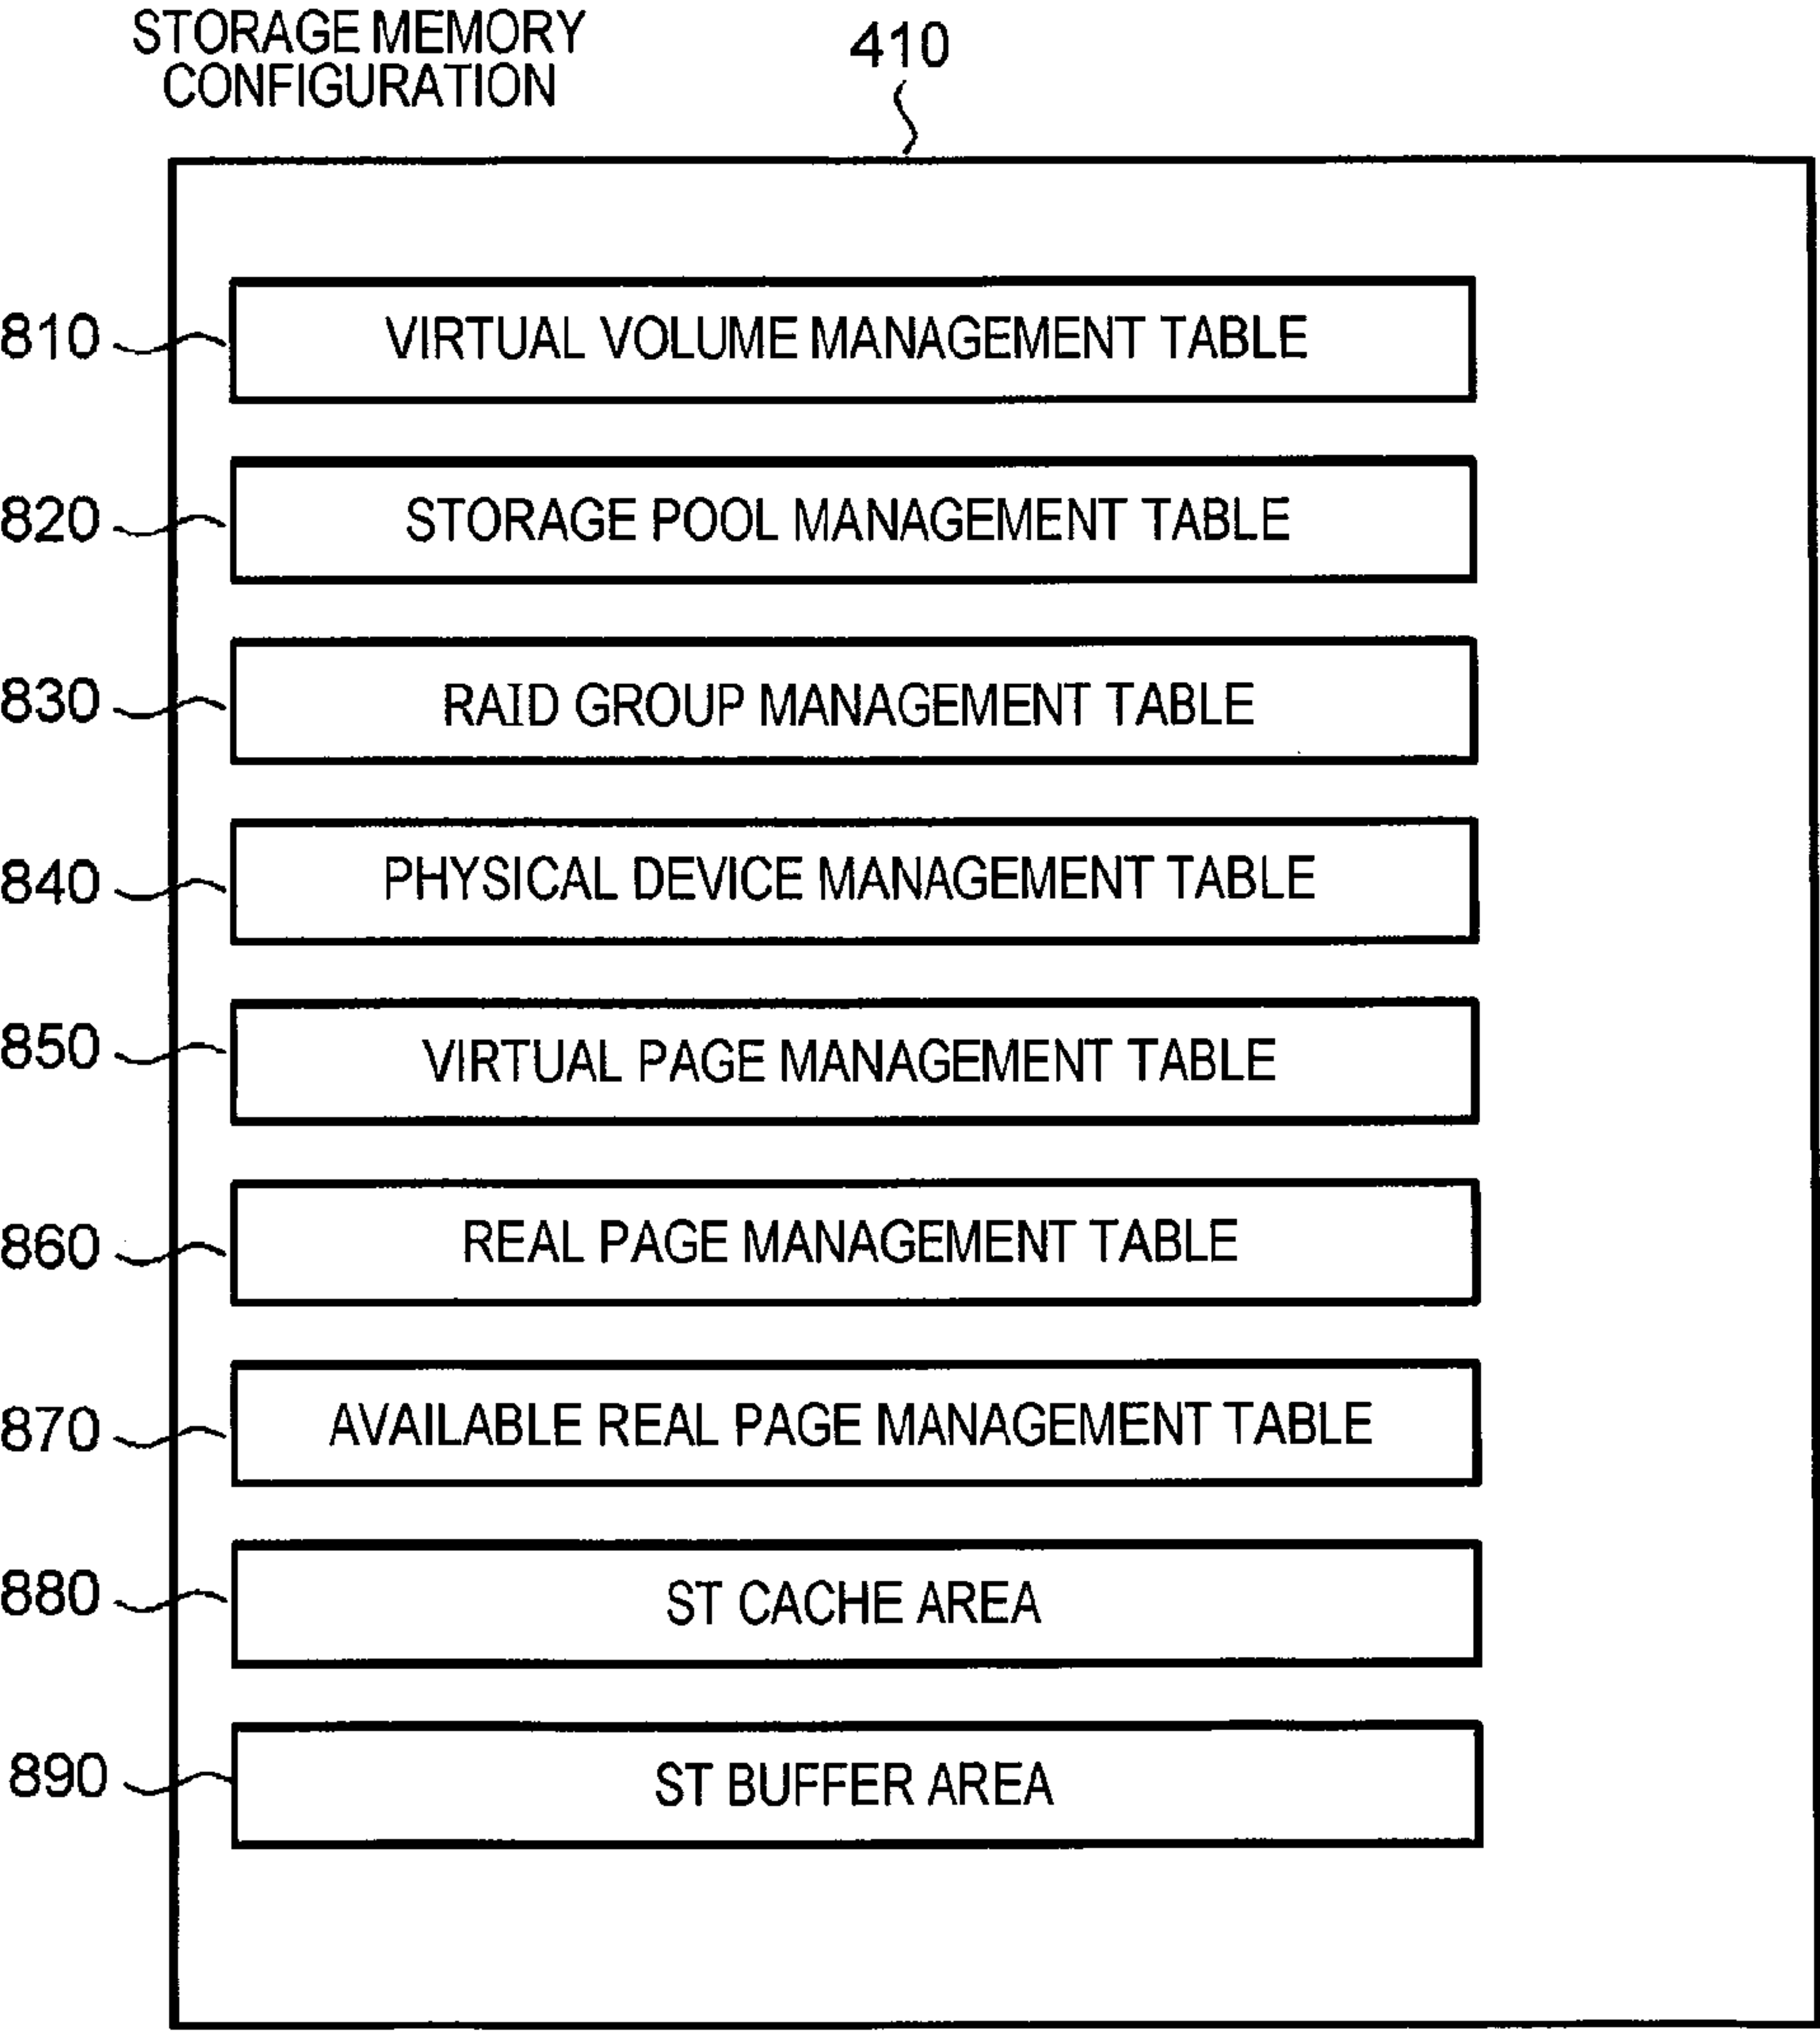 STORAGE MEMORY
CONFIGURATION
410
810 VIRTUAL VOLUME MANAGEMENT TABLE
820 STORAGE POOL MANAGEMENT TABLE
830 RAID GROUP MANAGEMENT TABLE
840 PHYSICAL DEVICE MANAGEMENT TABLE
850 VIRTUAL PAGE MANAGEMENT TABLE
860 REAL PAGE MANAGEMENT TABLE
870 AVAILABLE REAL PAGE MANAGEMENT TABLE
880 ST CACHE AREA
890 ST BUFFER AREA